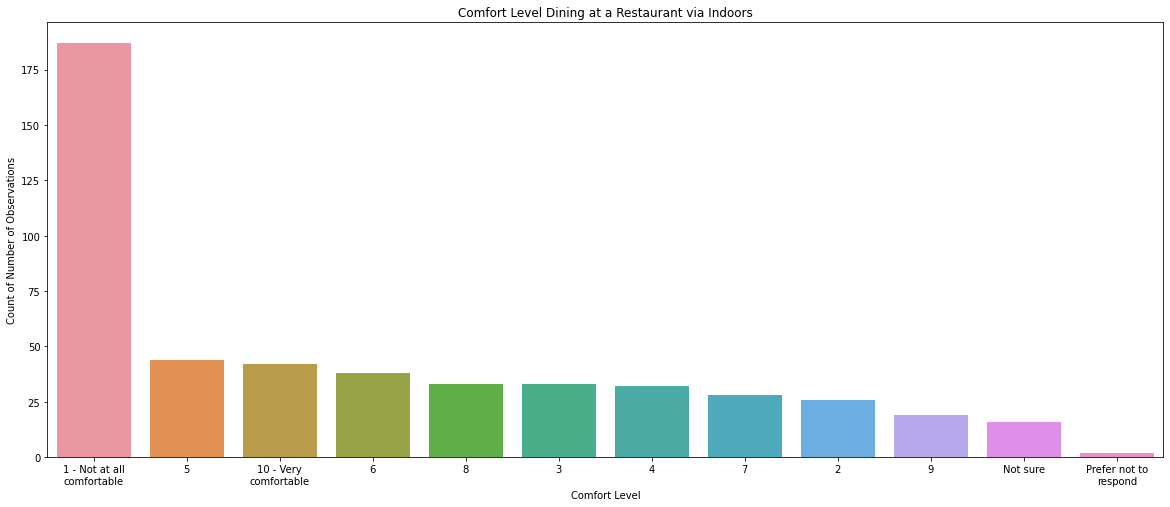 Comfort Level Dining at a Restaurant via Indoors
Count of Number of Observations
175
150
125
100
75
50
25
0
1 - Not at all
comfortable
5
10 - Very
comfortable
6
8
3
4
7
2
9
Not sure
Prefer not to
respond
Comfort Level